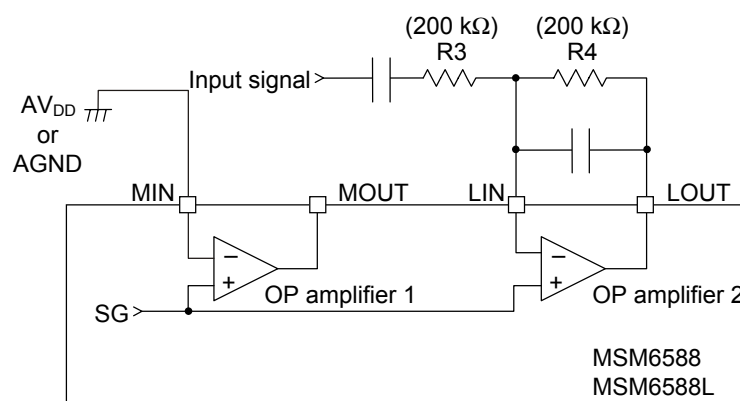 (200 kΩ) (200 kΩ)
R3 R4
Input signal
AV_DD
or
AGND
MIN MOUT LIN LOUT
− −
+ +
OP amplifier 1 OP amplifier 2
SG
MSM6588
MSM6588L